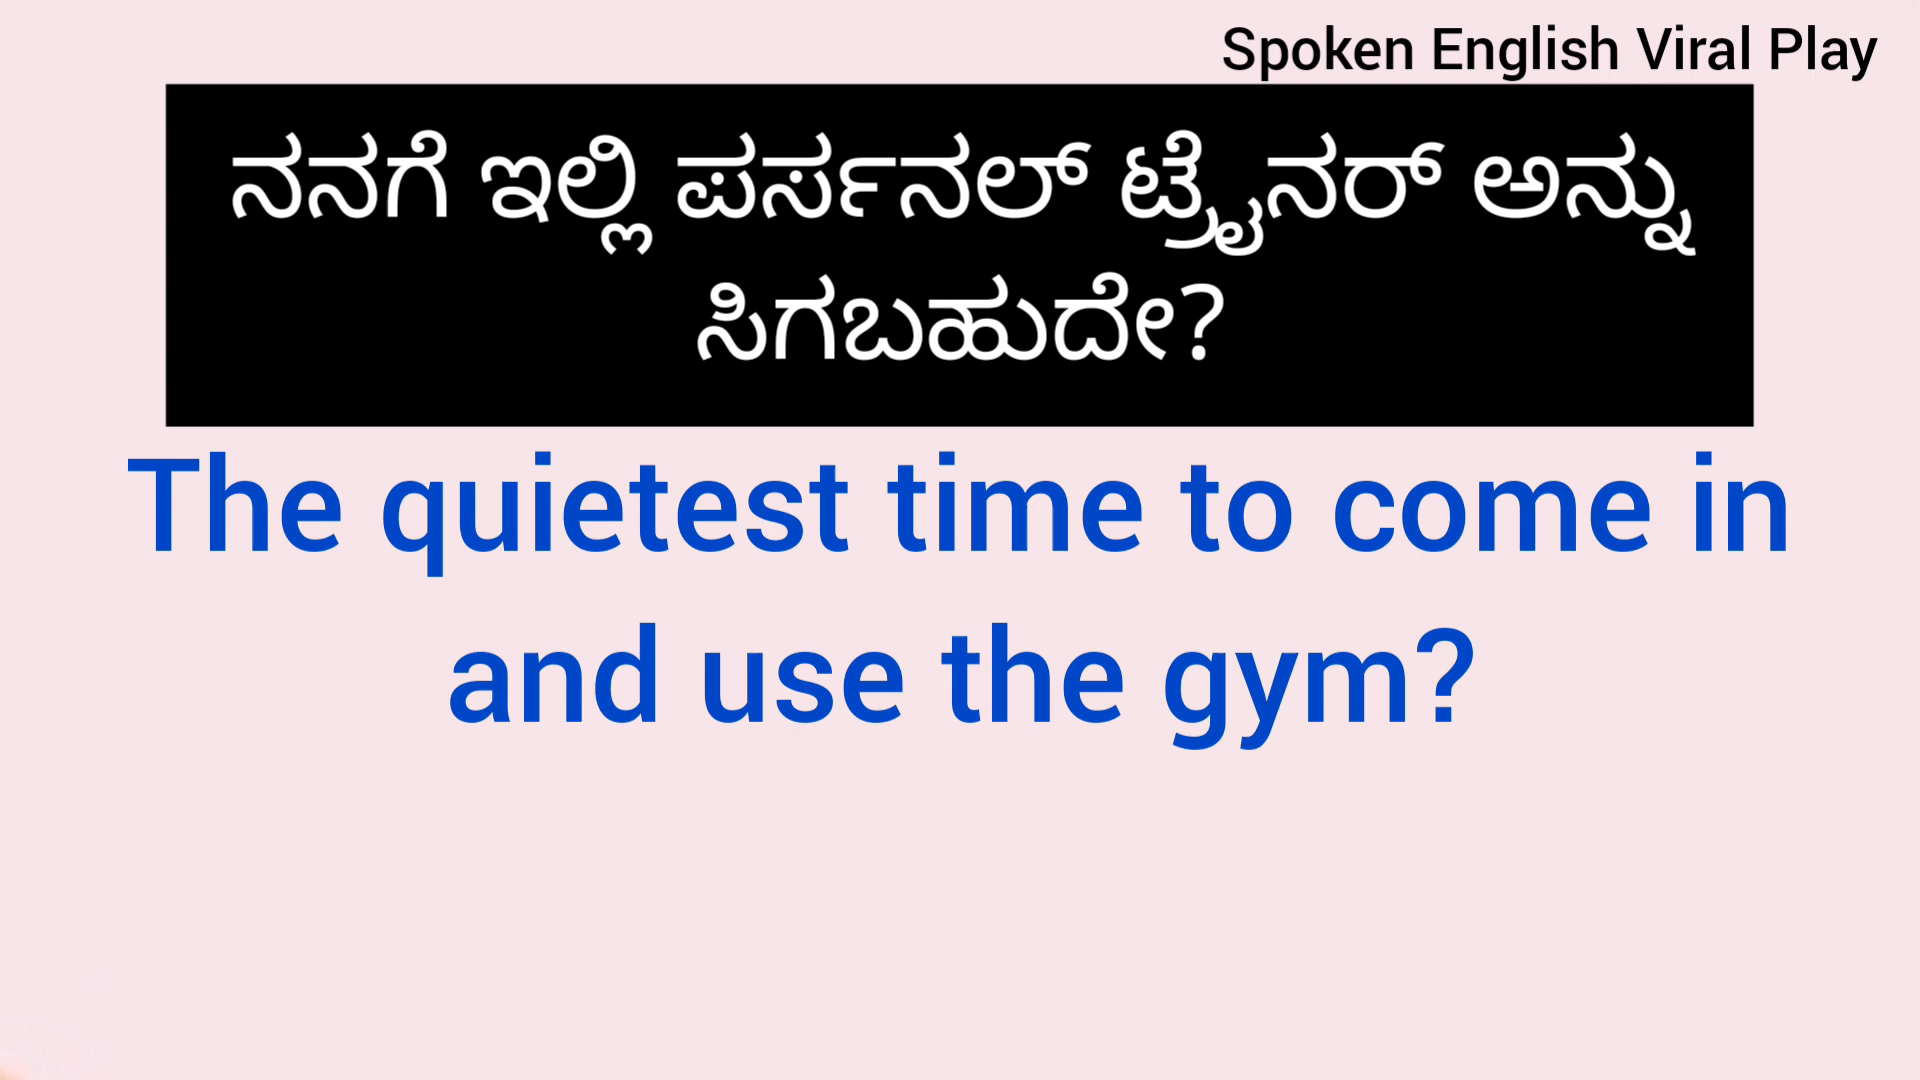 Spoken English Viral Play
ನನಗೆ ಇಲ್ಲಿ ಪರ್ಸನಲ್ ಟ್ರೈನರ್ ಅನ್ನು
ಸಿಗಬಹುದೇ?
The quietest time to come in
and use the gym?